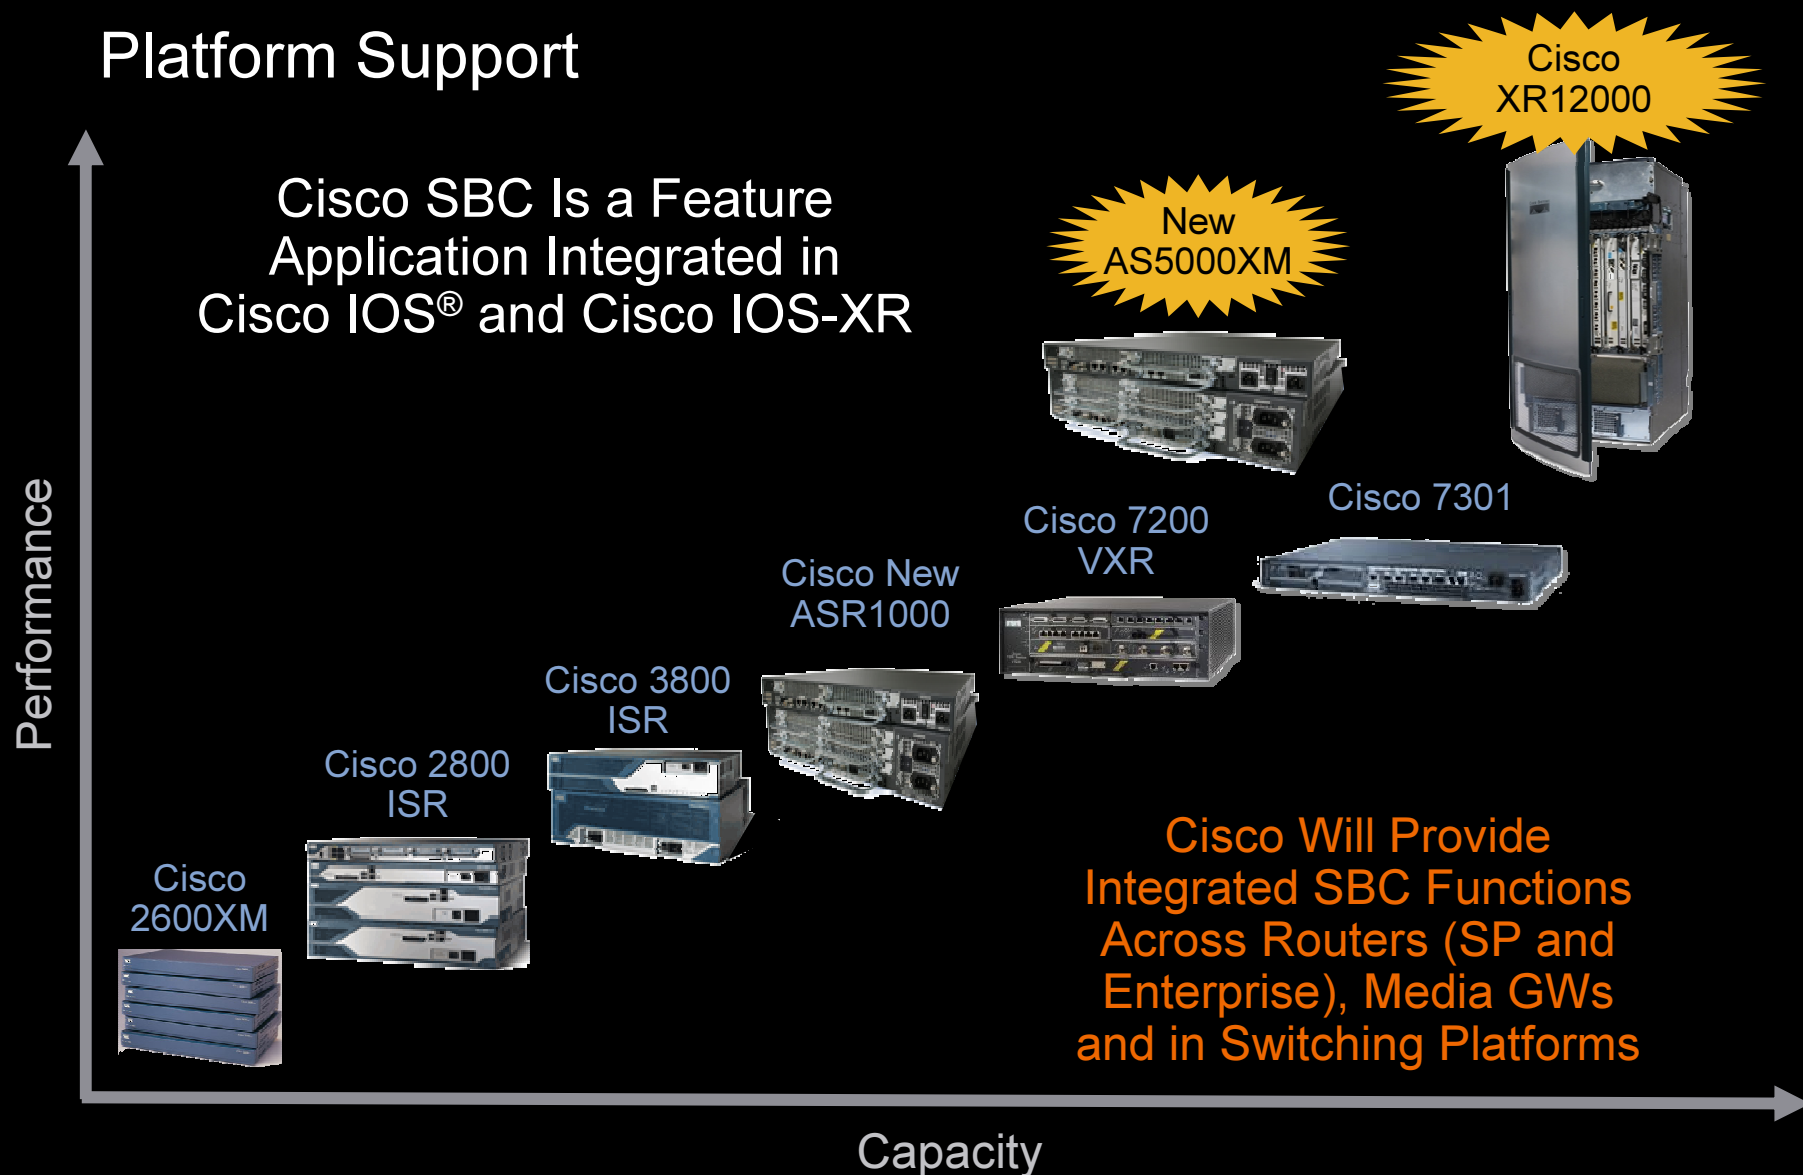 Platform Support
Cisco
XR12000
Cisco SBC Is a Feature
Application Integrated in
Cisco IOS® and Cisco IOS-XR
New
AS5000XM
Cisco 7301
Cisco 7200
VXR
Cisco New
ASR1000
Cisco 3800
ISR
Cisco 2800
ISR
Cisco
2600XM
Cisco Will Provide
Integrated SBC Functions
Across Routers (SP and
Enterprise), Media GWs
and in Switching Platforms
Performance
Capacity